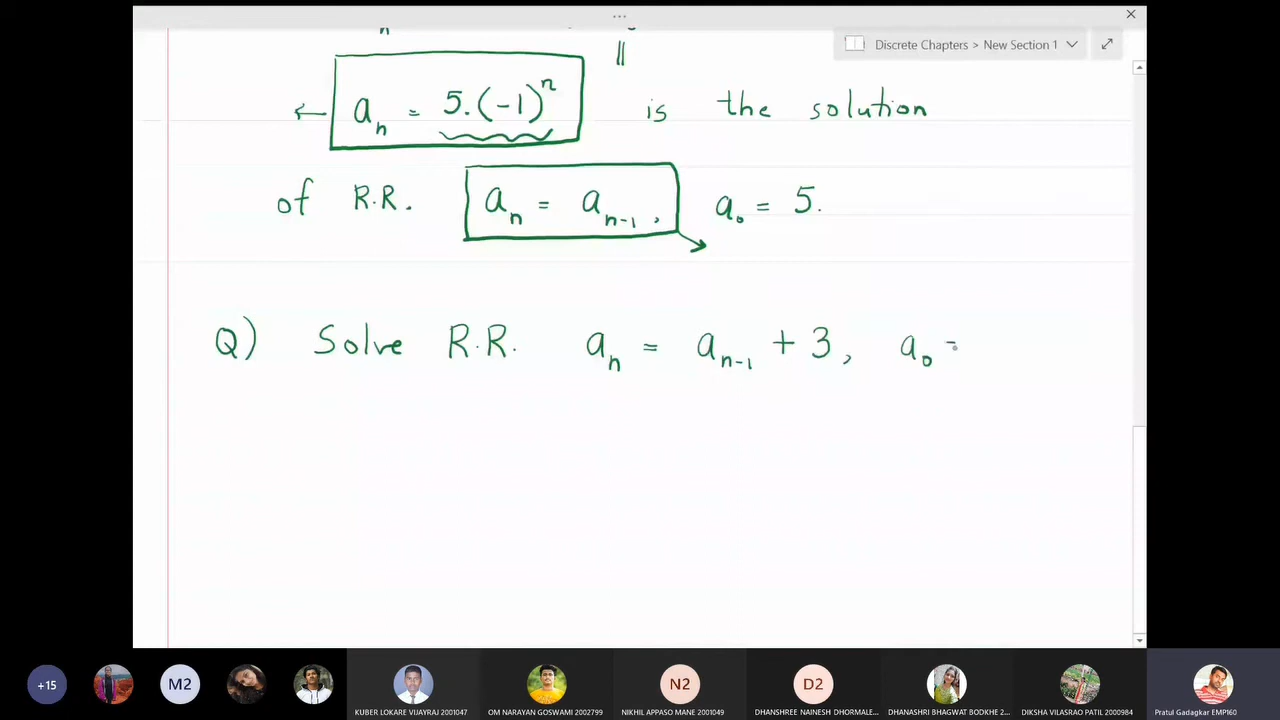 Discrete Chapters > New Section 1
n
||
← aₙ = 5.(-1)ⁿ is the solution
of R.R. aₙ = aₙ₋₁, a₀ = 5.
Q) Solve R.R. aₙ = aₙ₋₁ + 3, a₀ =
+15
M2
N2
D2
KUBER LOKARE VIJAYRAJ 2001047
OM NARAYAN GOSWAMI 2002799
NIKHIL APPASO MANE 2001049
DHANSHREE NAINESH DHORMALE...
DHANASHRI BHAGWAT BODKHE 2...
DIKSHA VILASRAO PATIL 2000984
Pratul Gadagkar EMP160